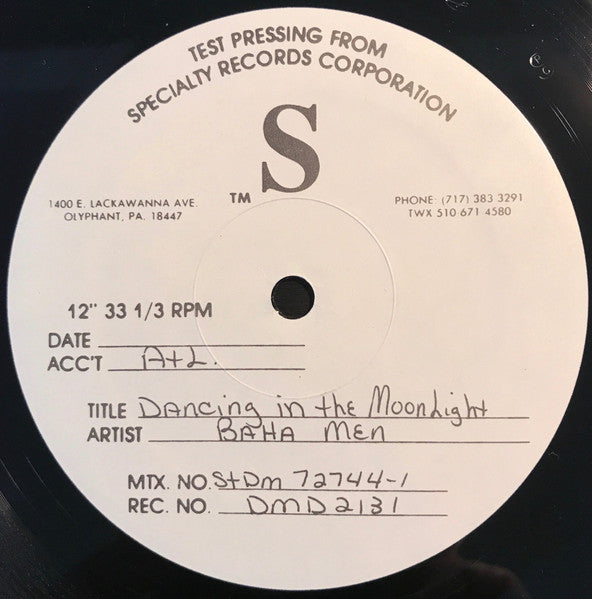 TEST PRESSING FROM
SPECIALTY RECORDS CORPORATION
S
TM
1400 E. LACKAWANNA AVE.
OLYPHANT, PA. 18447
PHONE: (717) 383 3291
TWX 510 671 4580
12" 33 1/3 RPM
DATE
ACC'T A+L.
TITLE Dancing in the MoonLight
ARTIST BAHA MEn
MTX. NO. StDm 72744-1
REC. NO. DMD2131